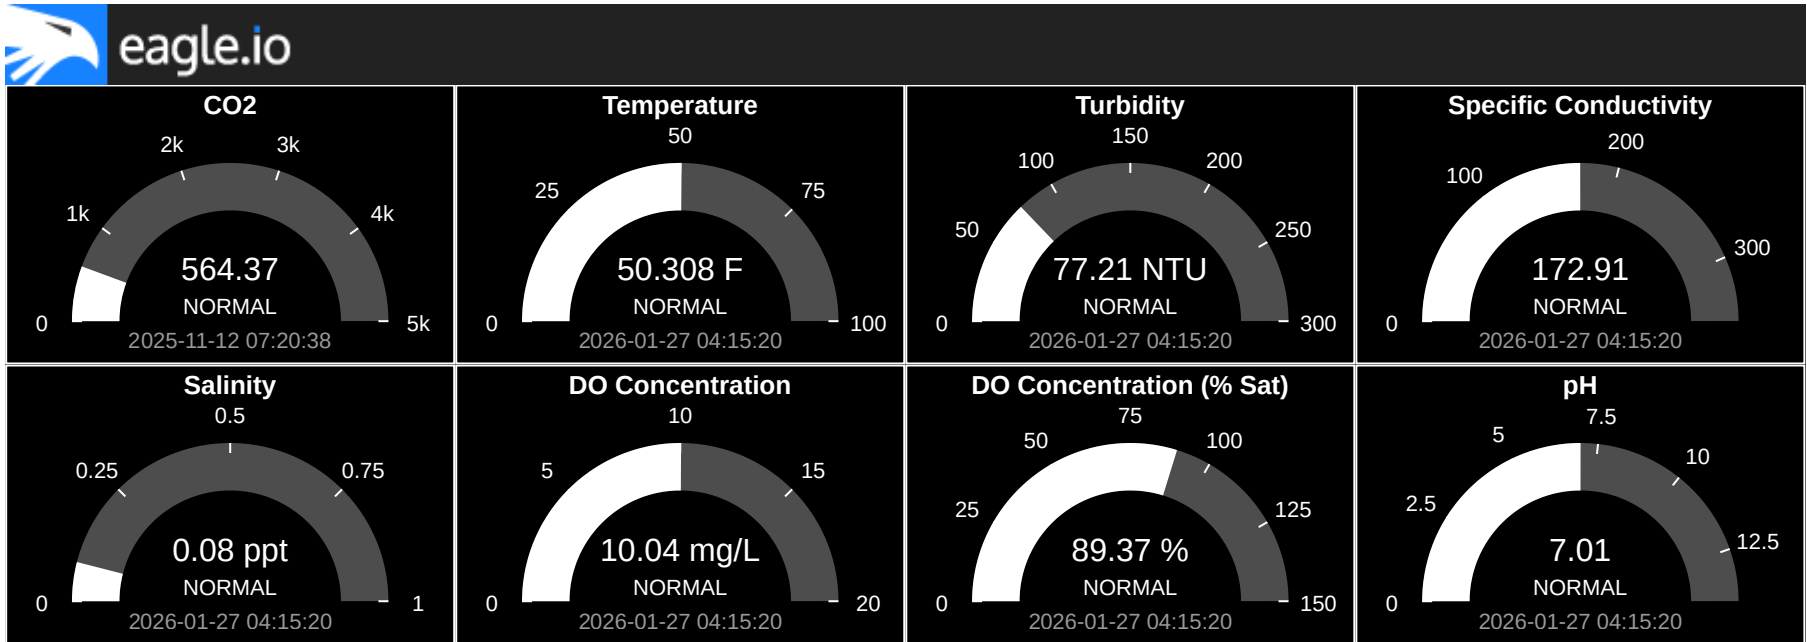 eagle.io
CO2
2k
3k
1k
4k
564.37
NORMAL
0
5k
2025-11-12 07:20:38
Temperature
50
25
75
50.308 F
NORMAL
0
100
2026-01-27 04:15:20
Turbidity
150
100
200
50
250
77.21 NTU
NORMAL
0
300
2026-01-27 04:15:20
Specific Conductivity
200
100
300
172.91
NORMAL
0
2026-01-27 04:15:20
Salinity
0.5
0.25
0.75
0.08 ppt
NORMAL
0
1
2026-01-27 04:15:20
DO Concentration
10
5
15
10.04 mg/L
NORMAL
0
20
2026-01-27 04:15:20
DO Concentration (% Sat)
75
50
100
25
125
89.37 %
NORMAL
0
150
2026-01-27 04:15:20
pH
7.5
5
10
2.5
12.5
7.01
NORMAL
0
2026-01-27 04:15:20